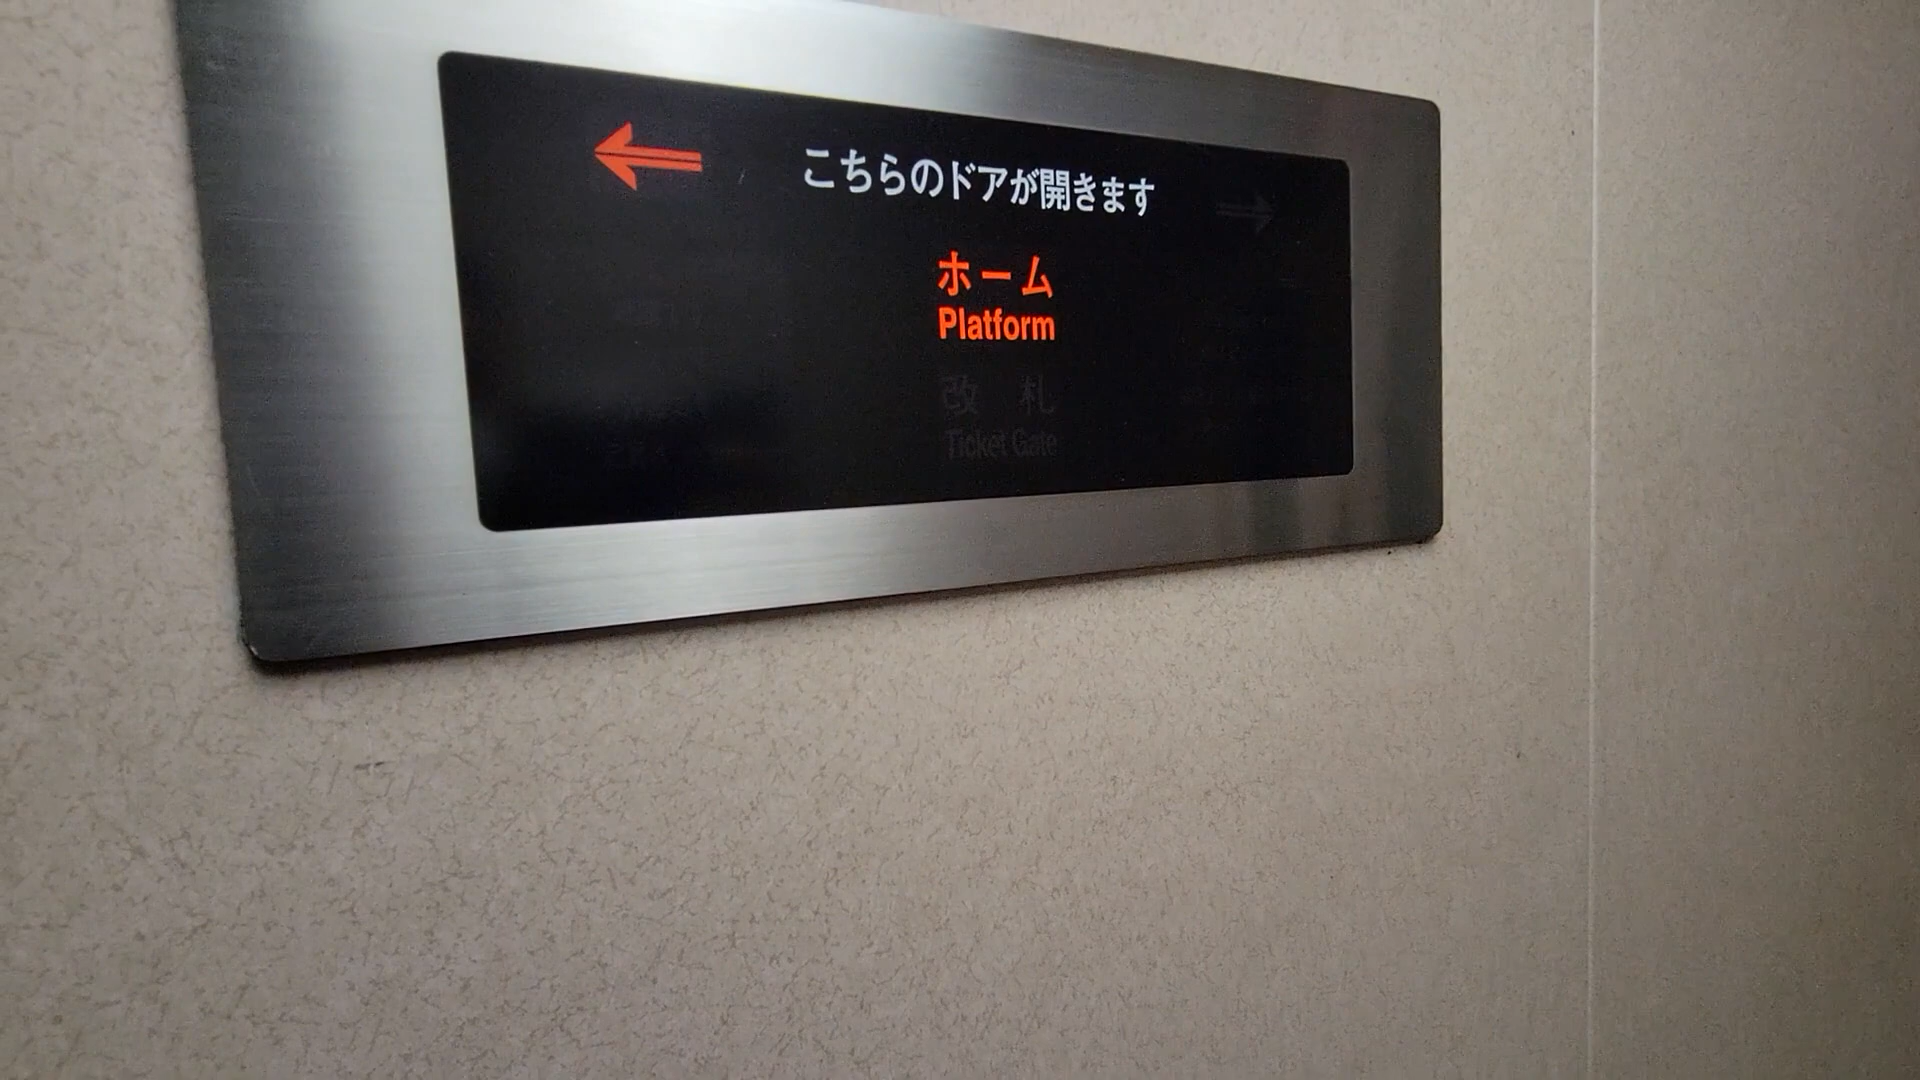 ← こちらのドアが開きます →
ホーム
Platform
改 札
Ticket Gate